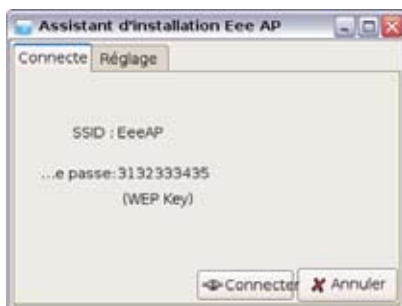 Assistant d'installation Eee AP
Connecte Réglage
SSID : EeeAP
...e passe: 3132333435
(WEP Key)
Connecter Annuler